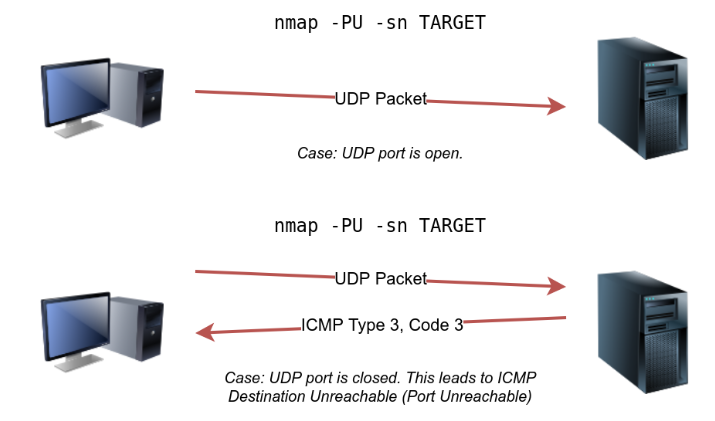 nmap -PU -sn TARGET
UDP Packet
Case: UDP port is open.
nmap -PU -sn TARGET
UDP Packet
ICMP Type 3, Code 3
Case: UDP port is closed. This leads to ICMP
Destination Unreachable (Port Unreachable)